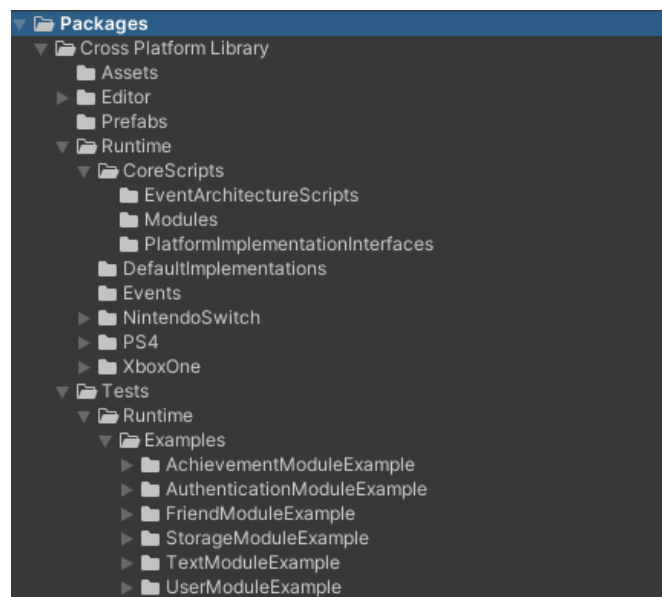 Packages
Cross Platform Library
Assets
Editor
Prefabs
Runtime
CoreScripts
EventArchitectureScripts
Modules
PlatformImplementationInterfaces
DefaultImplementations
Events
NintendoSwitch
PS4
XboxOne
Tests
Runtime
Examples
AchievementModuleExample
AuthenticationModuleExample
FriendModuleExample
StorageModuleExample
TextModuleExample
UserModuleExample